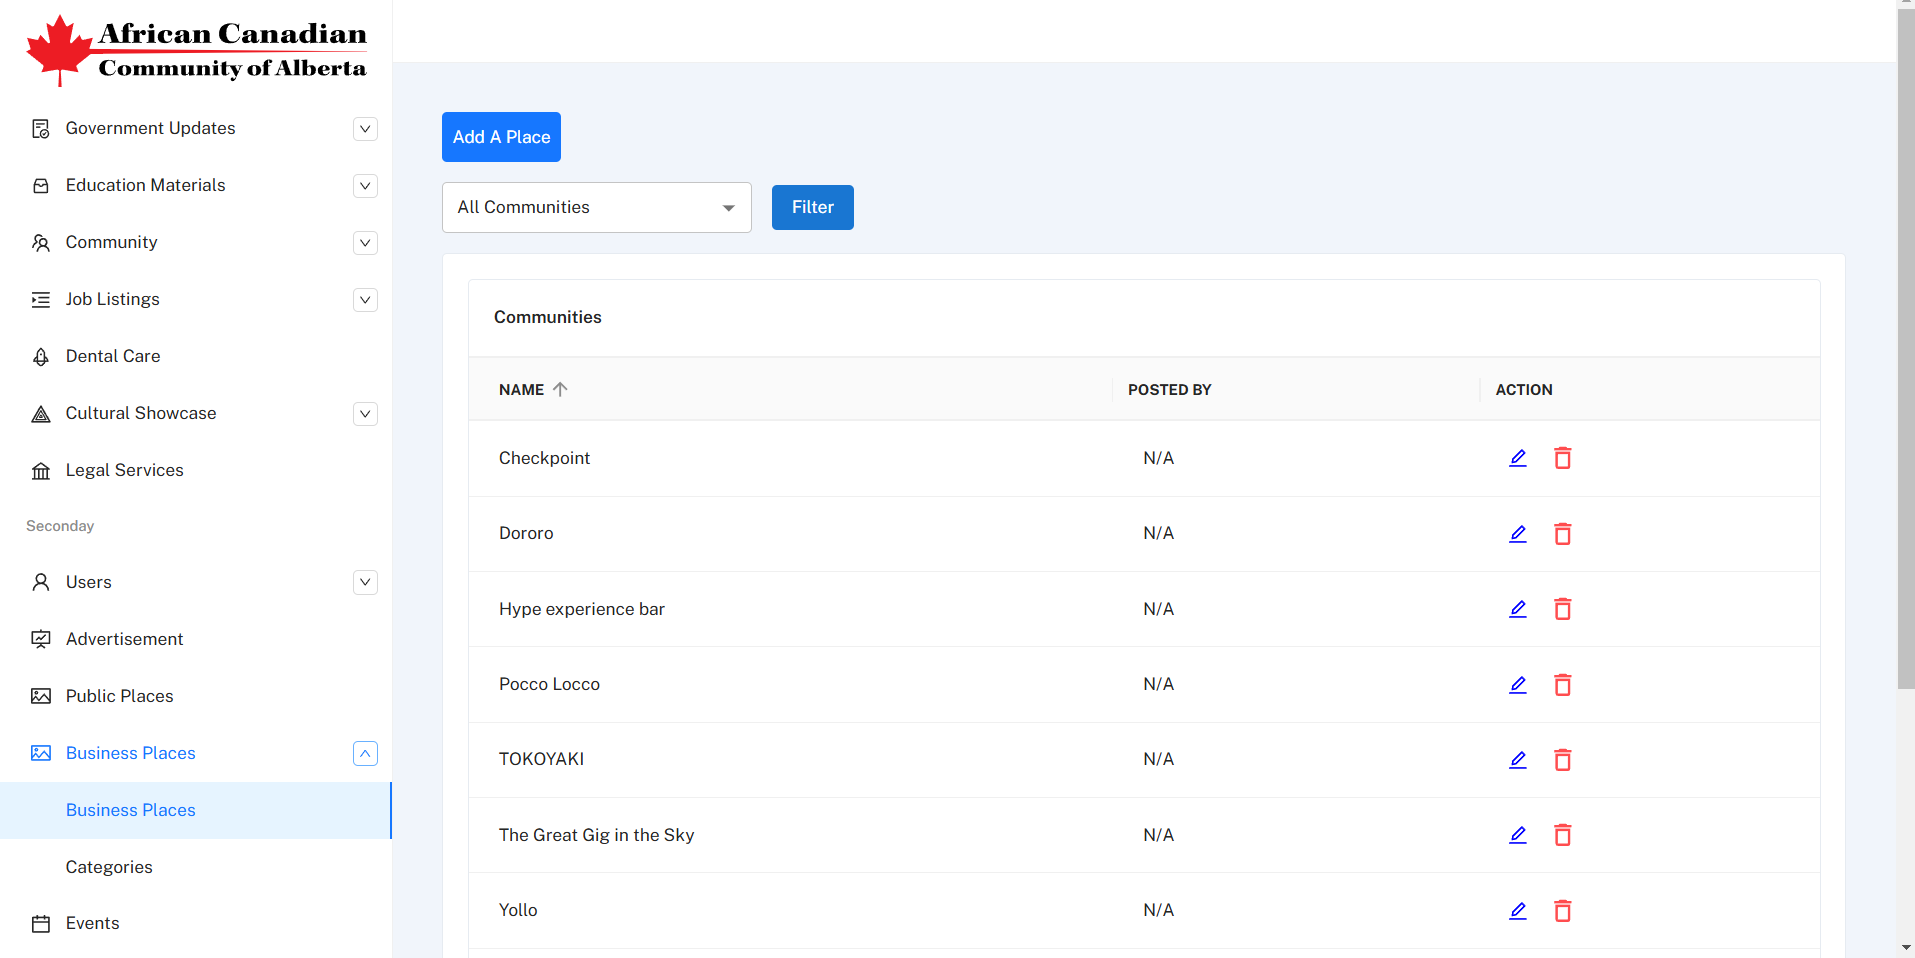 African Canadian
Community of Alberta
Government Updates
Education Materials
Community
Job Listings
Dental Care
Cultural Showcase
Legal Services
Seconday
Users
Advertisement
Public Places
Business Places
Business Places
Categories
Events
Add A Place
All Communities
Filter
Communities
NAME POSTED BY ACTION
Checkpoint N/A
Dororo N/A
Hype experience bar N/A
Pocco Locco N/A
TOKOYAKI N/A
The Great Gig in the Sky N/A
Yollo N/A